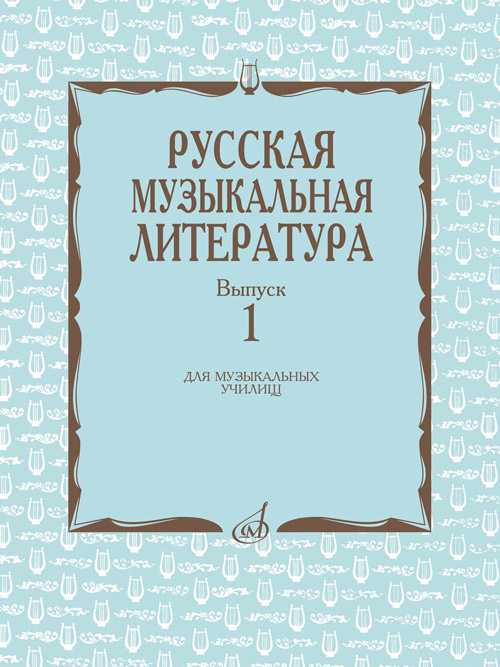 РУССКАЯ
МУЗЫКАЛЬНАЯ
ЛИТЕРАТУРА
Выпуск
1
ДЛЯ МУЗЫКАЛЬНЫХ
УЧИЛИЩ
М